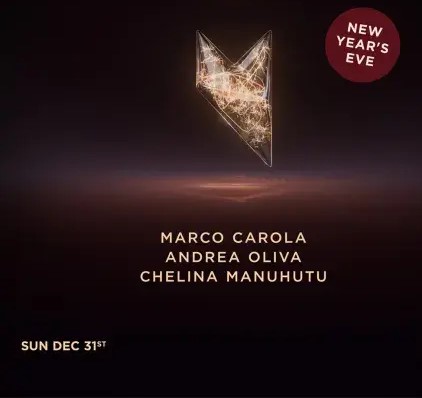 NEW
YEAR'S
EVE
MARCO CAROLA
ANDREA OLIVA
CHELINA MANUHUTU
SUN DEC 31ST